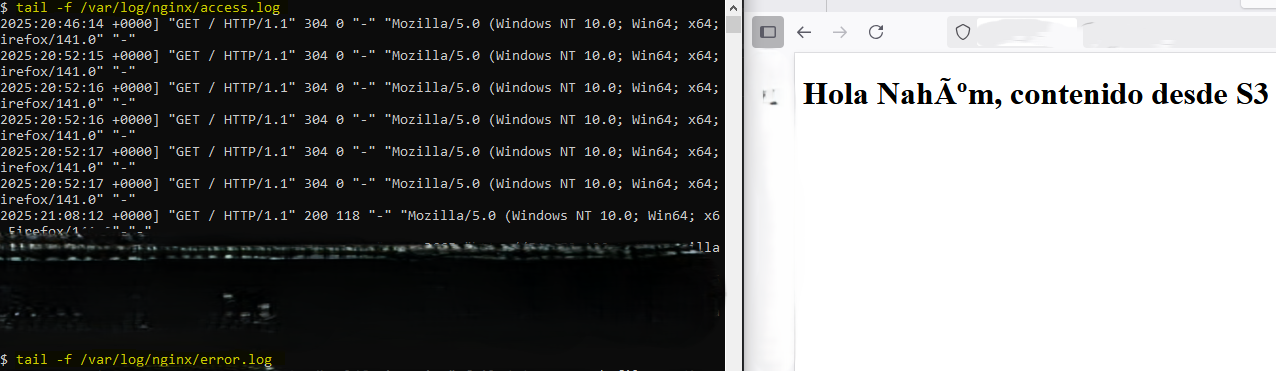 $ tail -f /var/log/nginx/access.log
2025:20:46:14 +0000] "GET / HTTP/1.1" 304 0 "-" "Mozilla/5.0 (Windows NT 10.0; Win64; x64;
irefox/141.0" "-"
2025:20:52:15 +0000] "GET / HTTP/1.1" 304 0 "-" "Mozilla/5.0 (Windows NT 10.0; Win64; x64;
irefox/141.0" "-"
2025:20:52:16 +0000] "GET / HTTP/1.1" 304 0 "-" "Mozilla/5.0 (Windows NT 10.0; Win64; x64;
irefox/141.0" "-"
2025:20:52:16 +0000] "GET / HTTP/1.1" 304 0 "-" "Mozilla/5.0 (Windows NT 10.0; Win64; x64;
irefox/141.0" "-"
2025:20:52:17 +0000] "GET / HTTP/1.1" 304 0 "-" "Mozilla/5.0 (Windows NT 10.0; Win64; x64;
irefox/141.0" "-"
2025:20:52:17 +0000] "GET / HTTP/1.1" 304 0 "-" "Mozilla/5.0 (Windows NT 10.0; Win64; x64;
irefox/141.0" "-"
2025:21:08:12 +0000] "GET / HTTP/1.1" 200 118 "-" "Mozilla/5.0 (Windows NT 10.0; Win64; x6
$ tail -f /var/log/nginx/error.log
Hola NahÃºm, contenido desde S3